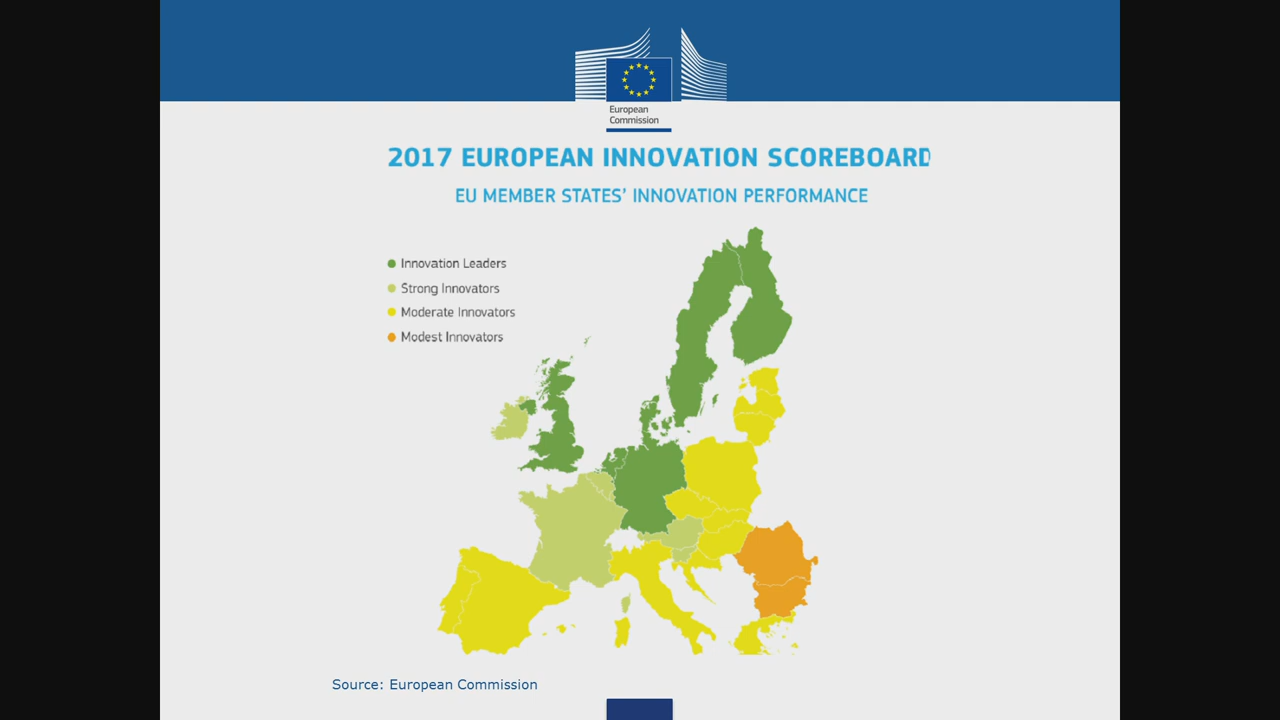 European
Commission
2017 EUROPEAN INNOVATION SCOREBOARD
EU MEMBER STATES' INNOVATION PERFORMANCE
Innovation Leaders
Strong Innovators
Moderate Innovators
Modest Innovators
Source: European Commission